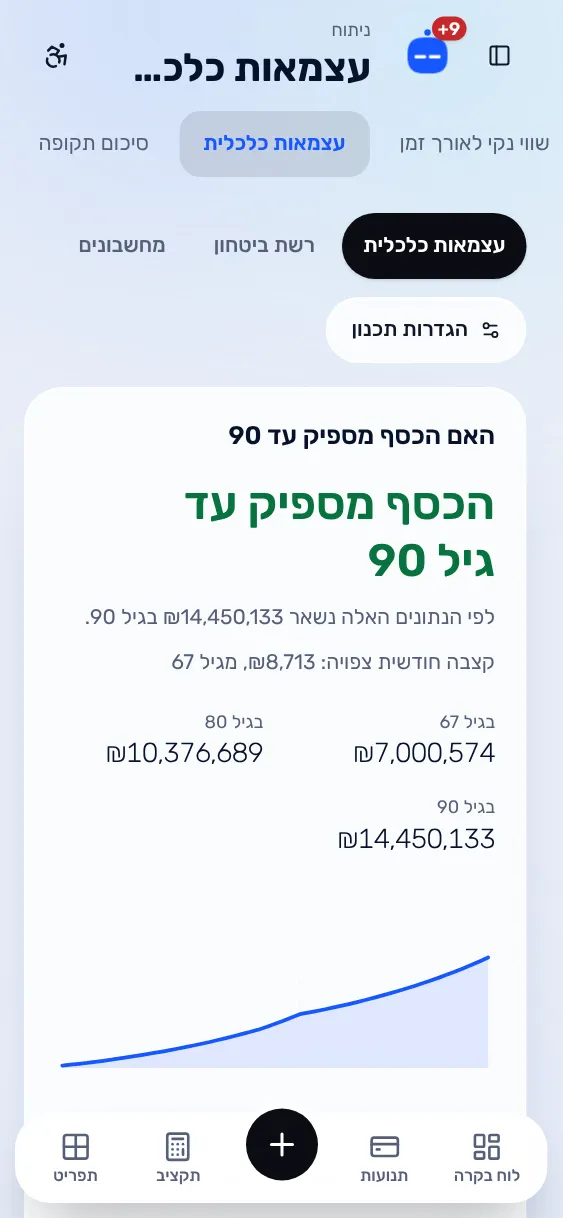 ניתוח
עצמאות כלכ...
9+
שווי נקי לאורך זמן
עצמאות כלכלית
סיכום תקופה
עצמאות כלכלית
רשת ביטחון
מחשבונים
הגדרות תכנון
האם הכסף מספיק עד 90
הכסף מספיק עד
גיל 90
לפי הנתונים האלה נשאר 14,450,133₪ בגיל 90.
קצבה חודשית צפויה: 8,713₪, מגיל 67
בגיל 67
7,000,574₪
בגיל 80
10,376,689₪
בגיל 90
14,450,133₪
לוח בקרה
תנועות
תקציב
תפריט